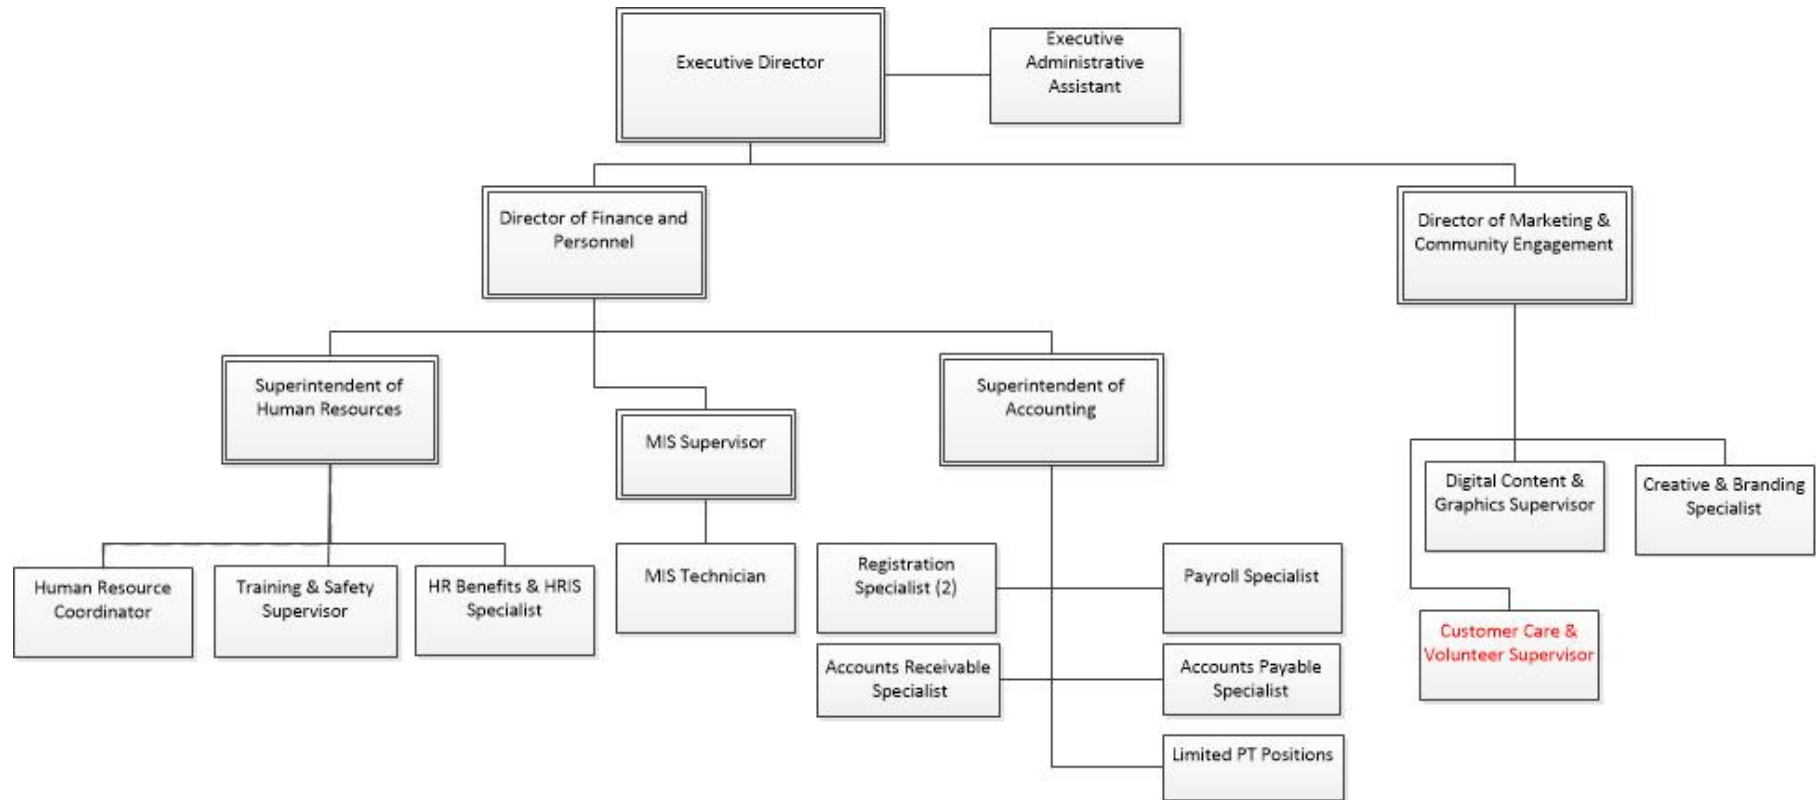 Executive Director
Executive
Administrative
Assistant
Director of Finance and
Personnel
Director of Marketing &
Community Engagement
Superintendent of
Human Resources
MIS Supervisor
Superintendent of
Accounting
Digital Content &
Graphics Supervisor
Creative & Branding
Specialist
Human Resource
Coordinator
Training & Safety
Supervisor
HR Benefits & HRIS
Specialist
MIS Technician
Registration
Specialist (2)
Payroll Specialist
Customer Care &
Volunteer Supervisor
Accounts Receivable
Specialist
Accounts Payable
Specialist
Limited PT Positions